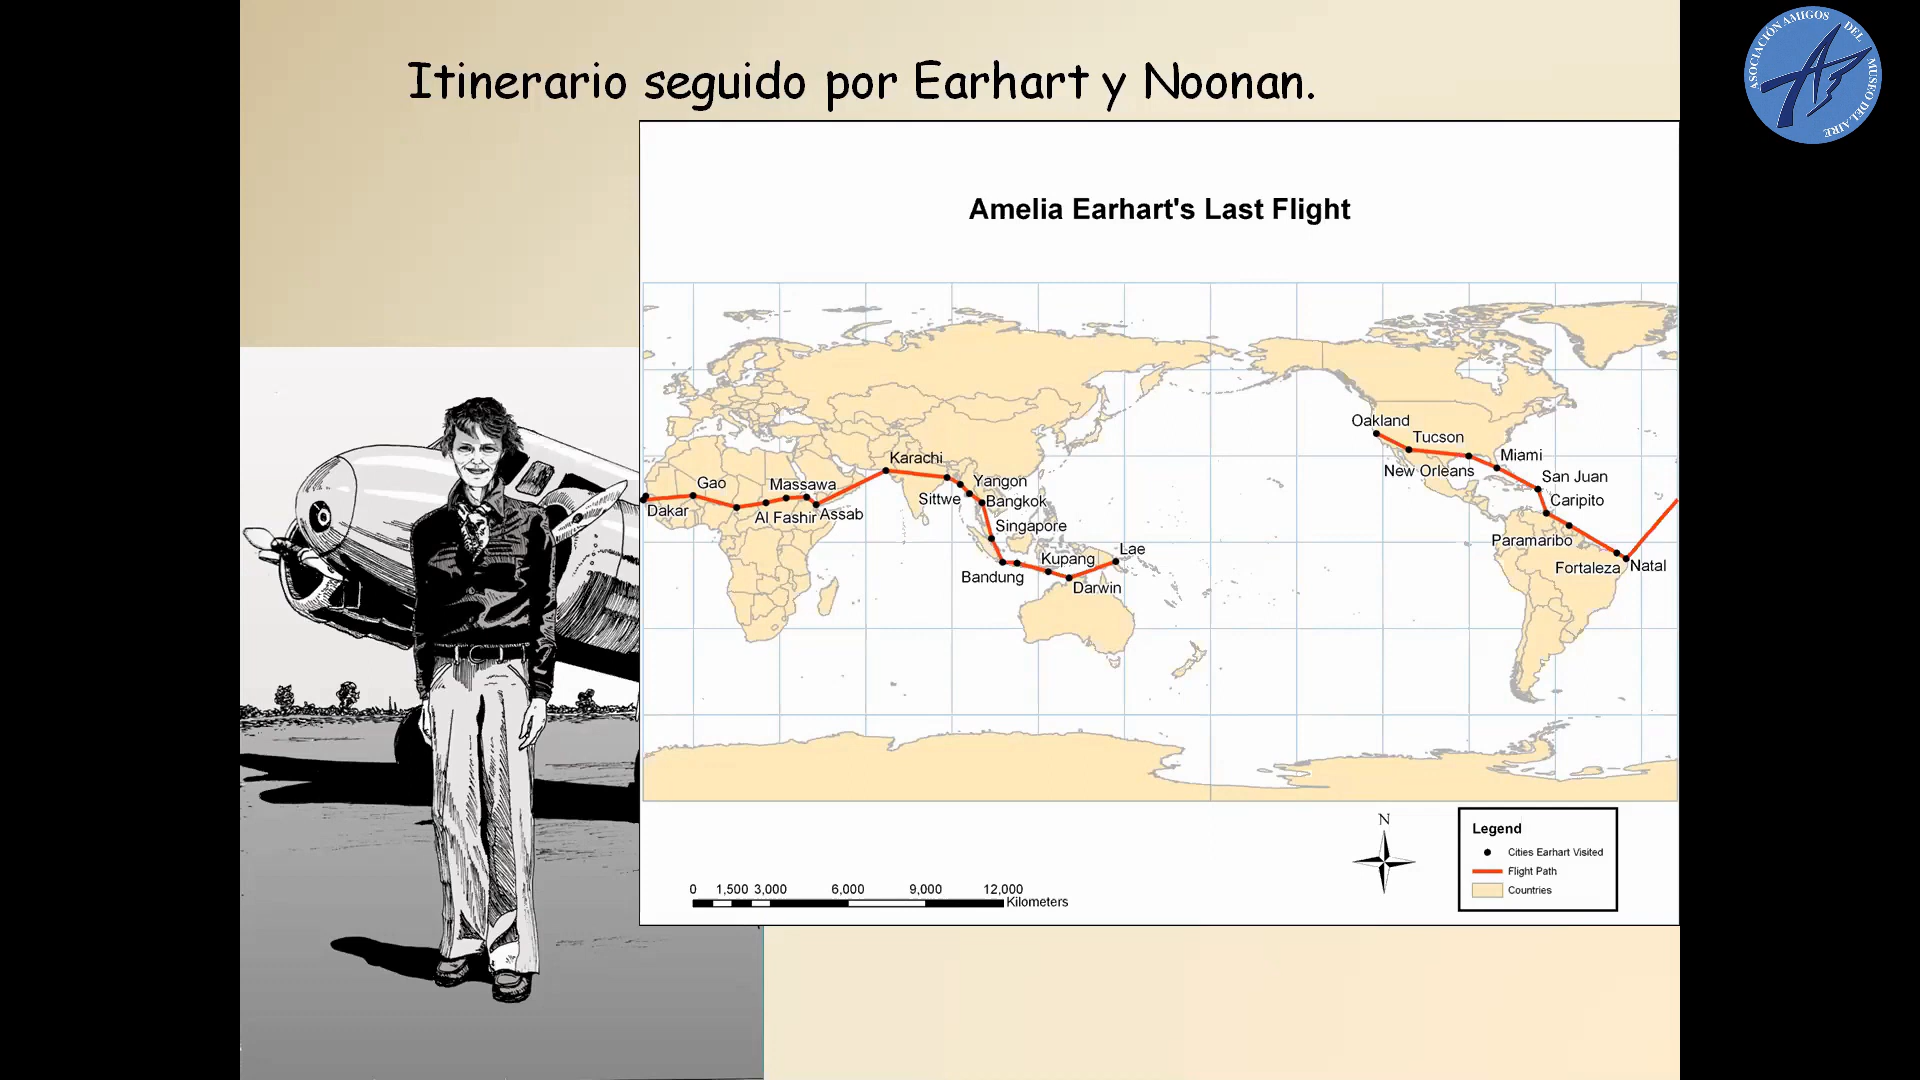 Itinerario seguido por Earhart y Noonan.
ASOCIACIÓN AMIGOS DEL MUSEO DEL AIRE
Amelia Earhart's Last Flight
Oakland
Tucson
New Orleans
Miami
San Juan
Caripito
Paramaribo
Fortaleza
Natal
Dakar
Gao
Massawa
Al Fashir
Assab
Karachi
Sittwe
Yangon
Bangkok
Singapore
Bandung
Kupang
Darwin
Lae
N
0 1,500 3,000 6,000 9,000 12,000
Kilometers
Legend
Cities Earhart Visited
Flight Path
Countries